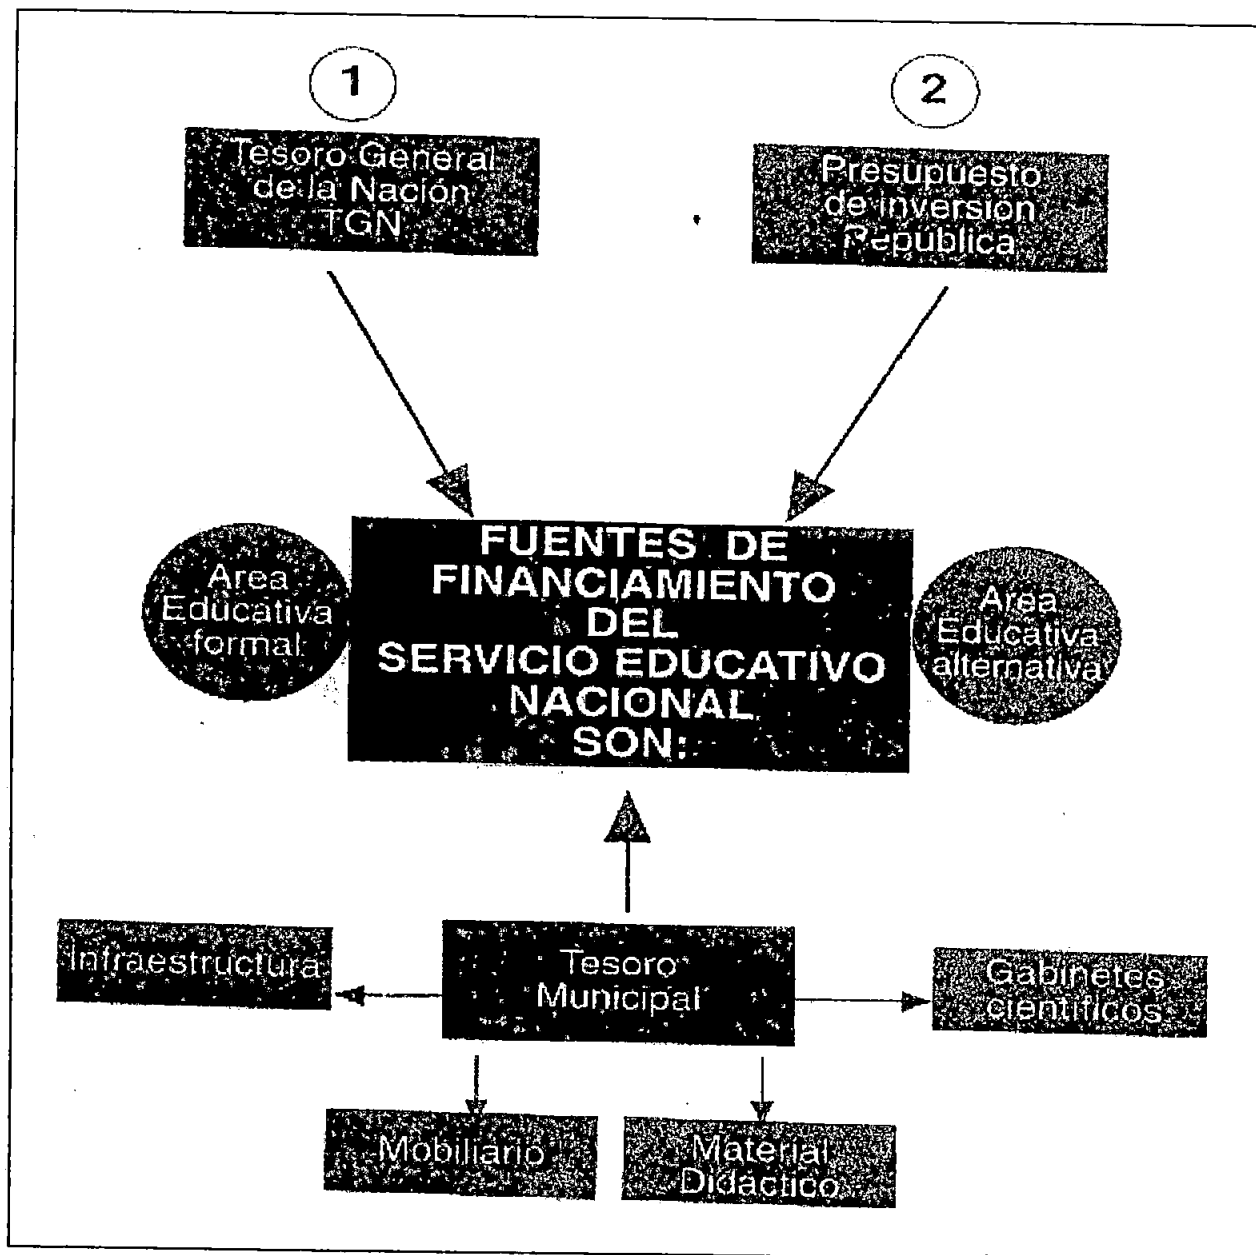 1
Tesoro General
de la Nación
TGN
2
Presupuesto
de inversión
República
FUENTES DE
FINANCIAMIENTO
DEL
SERVICIO EDUCATIVO
NACIONAL
SON:
Area
Educativa
formal
Area
Educativa
alternativa
Infraestructura
Tesoro
Municipal
Gabinetes
científicos
Mobiliario
Material
Didáctico